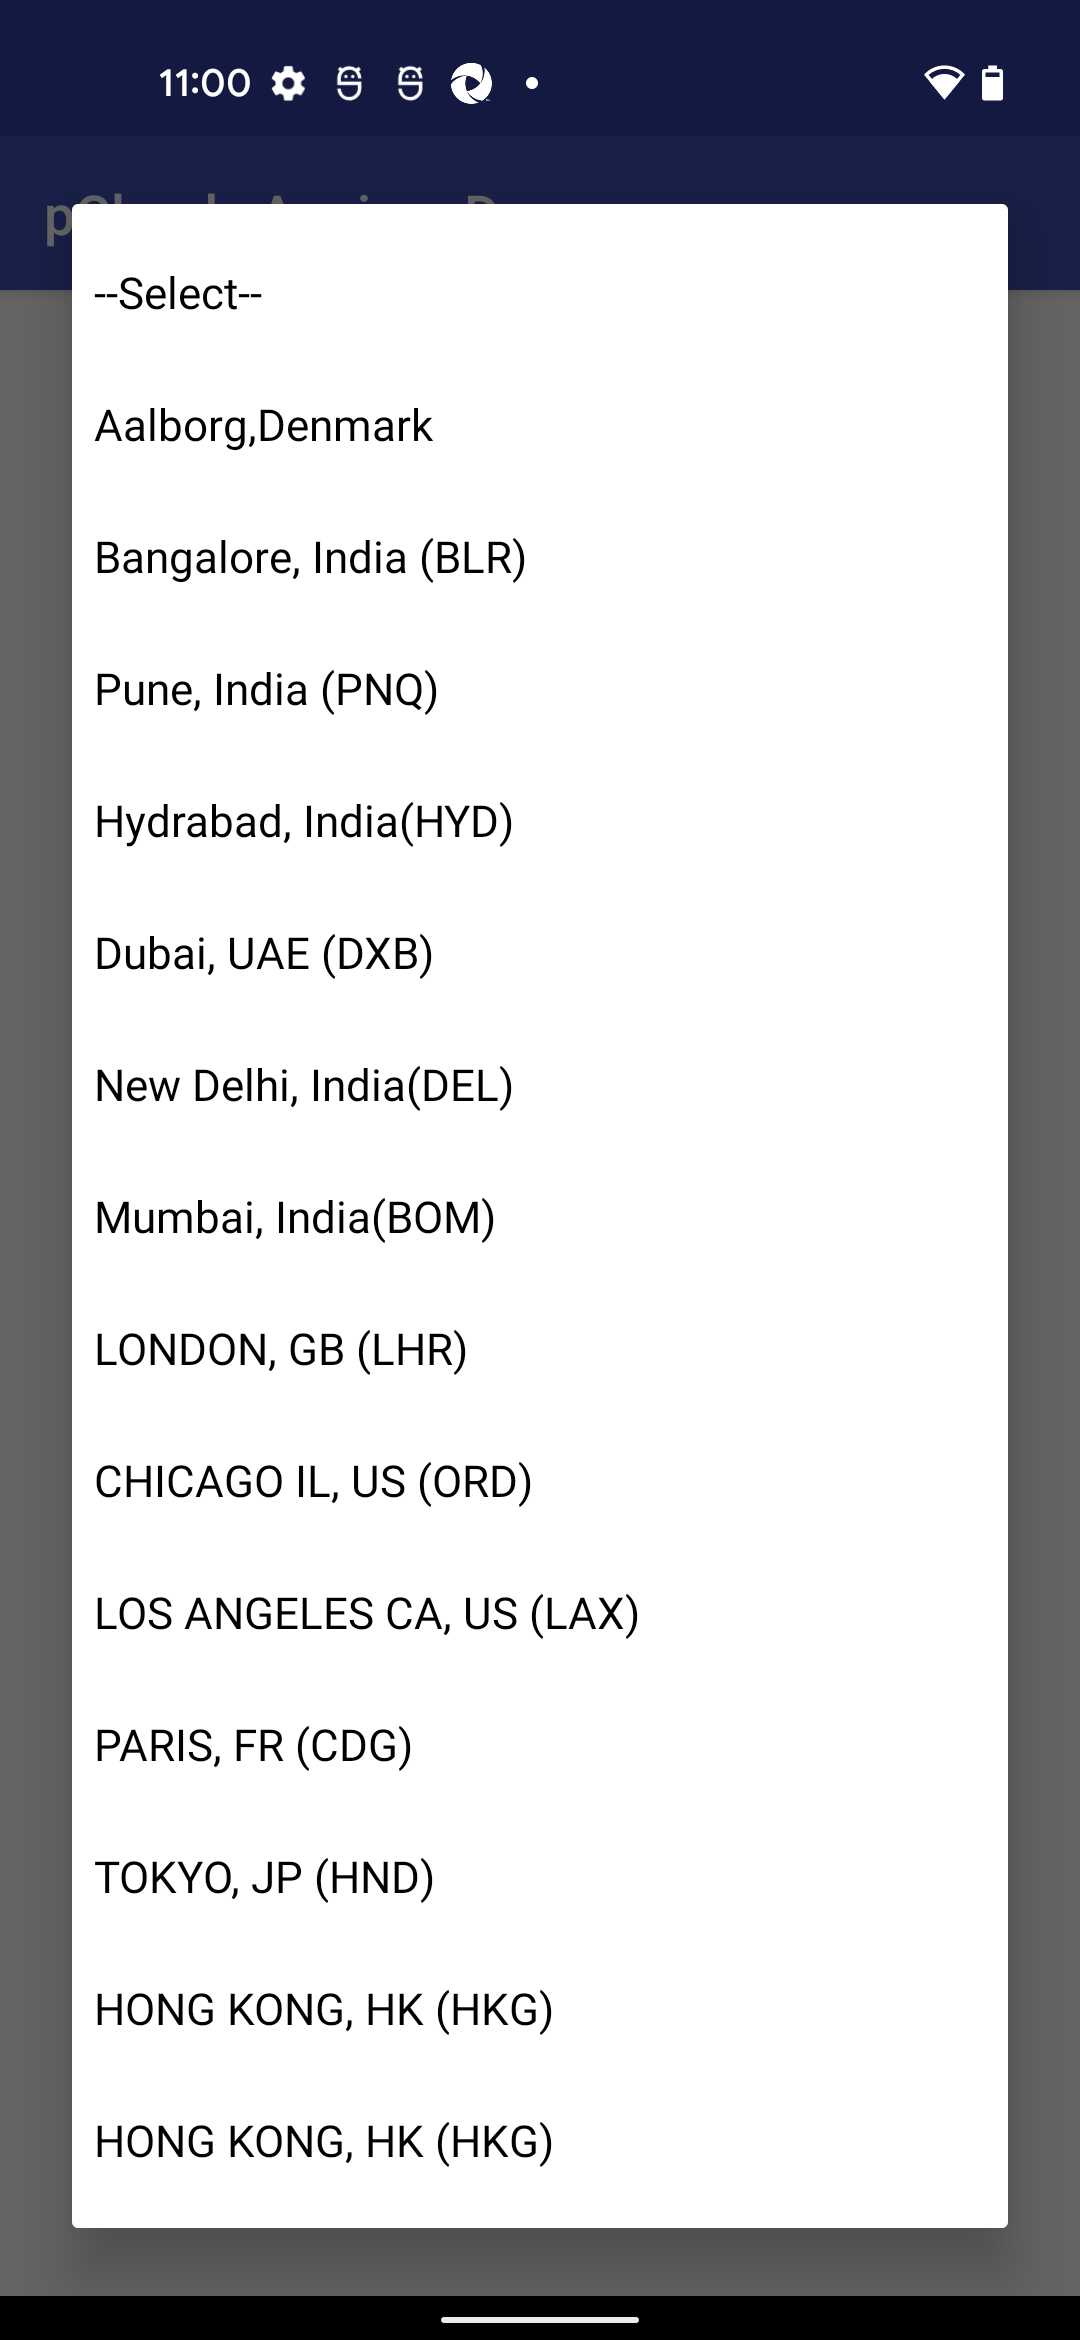 11:00
--Select--
Aalborg,Denmark
Bangalore, India (BLR)
Pune, India (PNQ)
Hydrabad, India(HYD)
Dubai, UAE (DXB)
New Delhi, India(DEL)
Mumbai, India(BOM)
LONDON, GB (LHR)
CHICAGO IL, US (ORD)
LOS ANGELES CA, US (LAX)
PARIS, FR (CDG)
TOKYO, JP (HND)
HONG KONG, HK (HKG)
HONG KONG, HK (HKG)